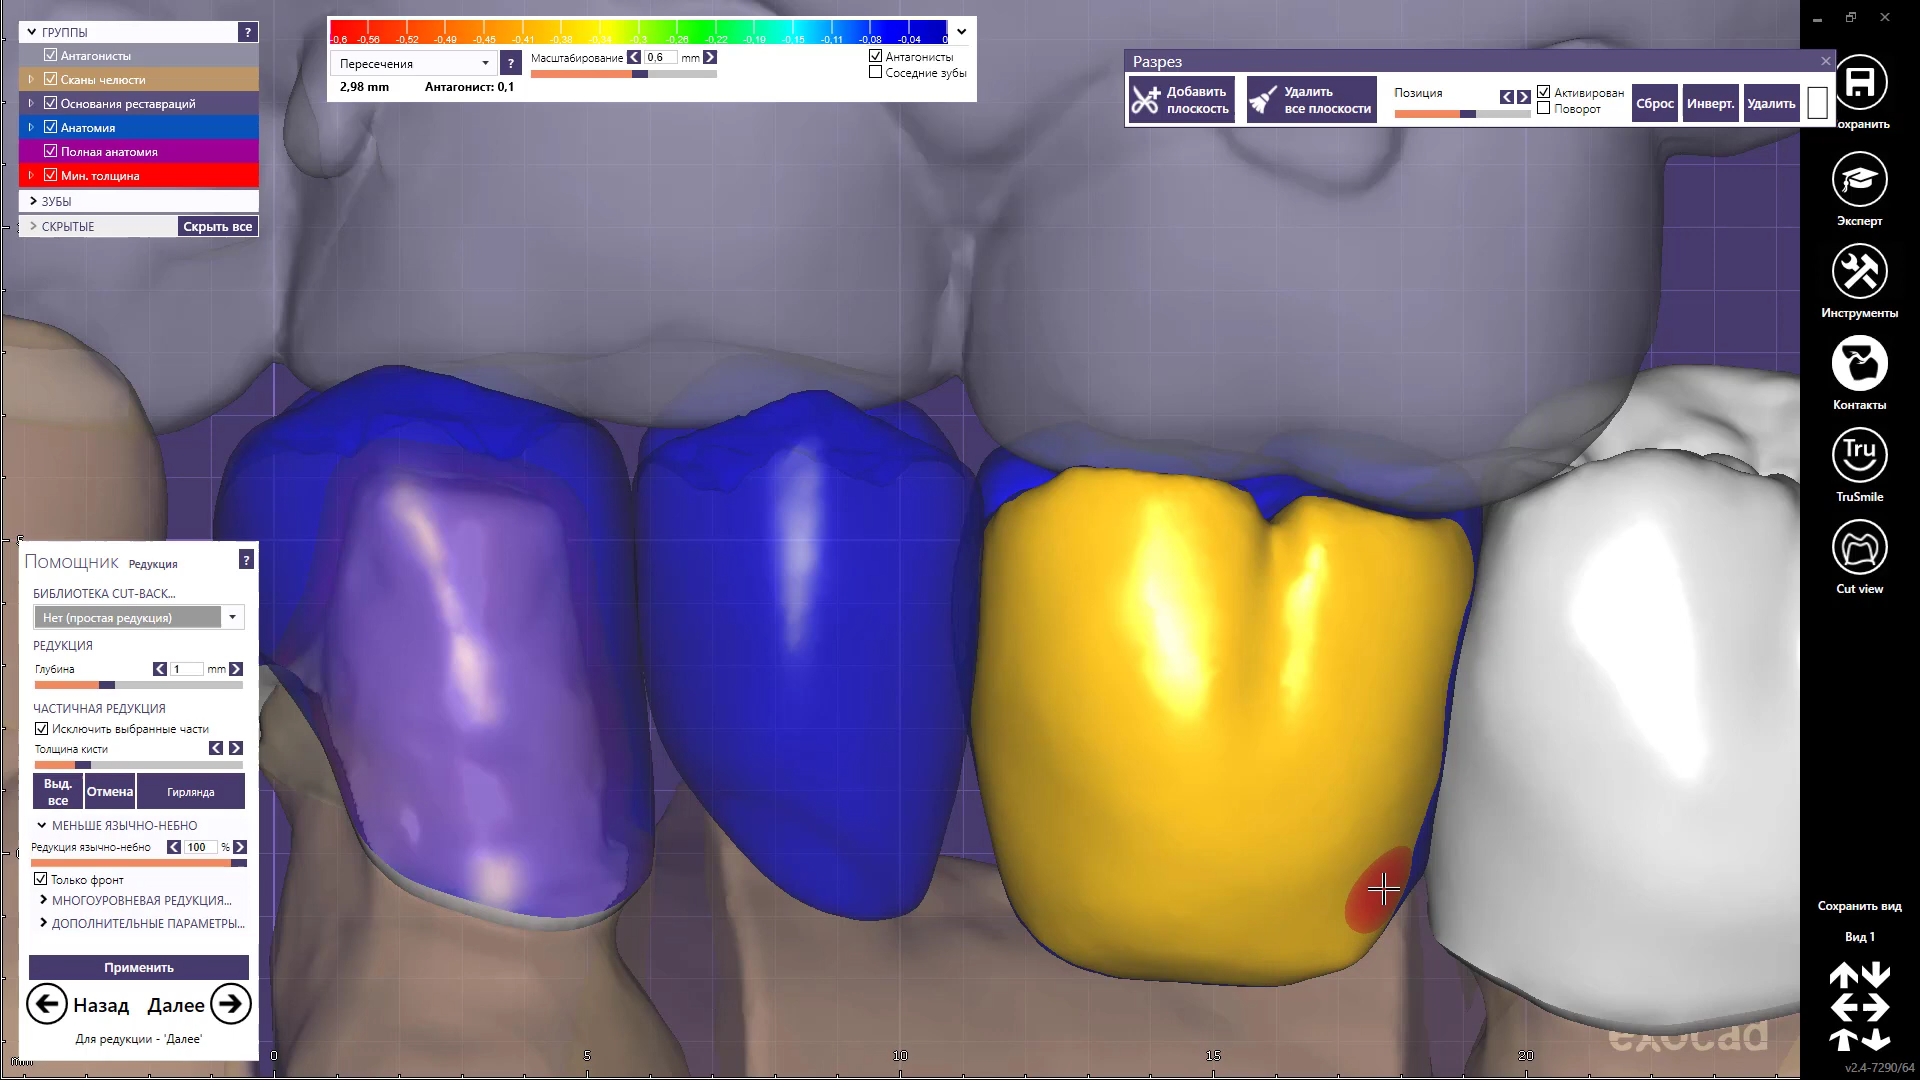 ГРУППЫ ?
Антагонисты
Сканы челюсти
Основания реставраций
Анатомия
Полная анатомия
Мин. толщина
ЗУБЫ
СКРЫТЫЕ Скрыть все
-0,6 -0,56 -0,52 -0,49 -0,45 -0,41 -0,38 -0,34 -0,3 -0,26 -0,22 -0,19 -0,15 -0,11 -0,08 -0,04 0
Пересечения ? Масштабирование 0,6 mm
Антагонисты
Соседние зубы
2,98 mm Антагонист: 0,1
Разрез
Добавить плоскость
Удалить все плоскости
Позиция
Активирован
Поворот
Сброс Инверт. Удалить
охранить
Эксперт
Инструменты
Контакты
Tru
TruSmile
Cut view
Помощник Редукция ?
БИБЛИОТЕКА CUT-BACK...
Нет (простая редукция)
РЕДУКЦИЯ
Глубина 1 mm
ЧАСТИЧНАЯ РЕДУКЦИЯ
Исключить выбранные части
Толщина кисти
Выд. все
Отмена
Гирлянда
МЕНЬШЕ ЯЗЫЧНО-НЕБНО
Редукция язычно-небно 100 %
Только фронт
МНОГОУРОВНЕВАЯ РЕДУКЦИЯ...
ДОПОЛНИТЕЛЬНЫЕ ПАРАМЕТРЫ...
Применить
Назад Далее
Для редукции - 'Далее'
0 5 10 15 20
Сохранить вид
Вид 1
exocad
v2.4-7290/64